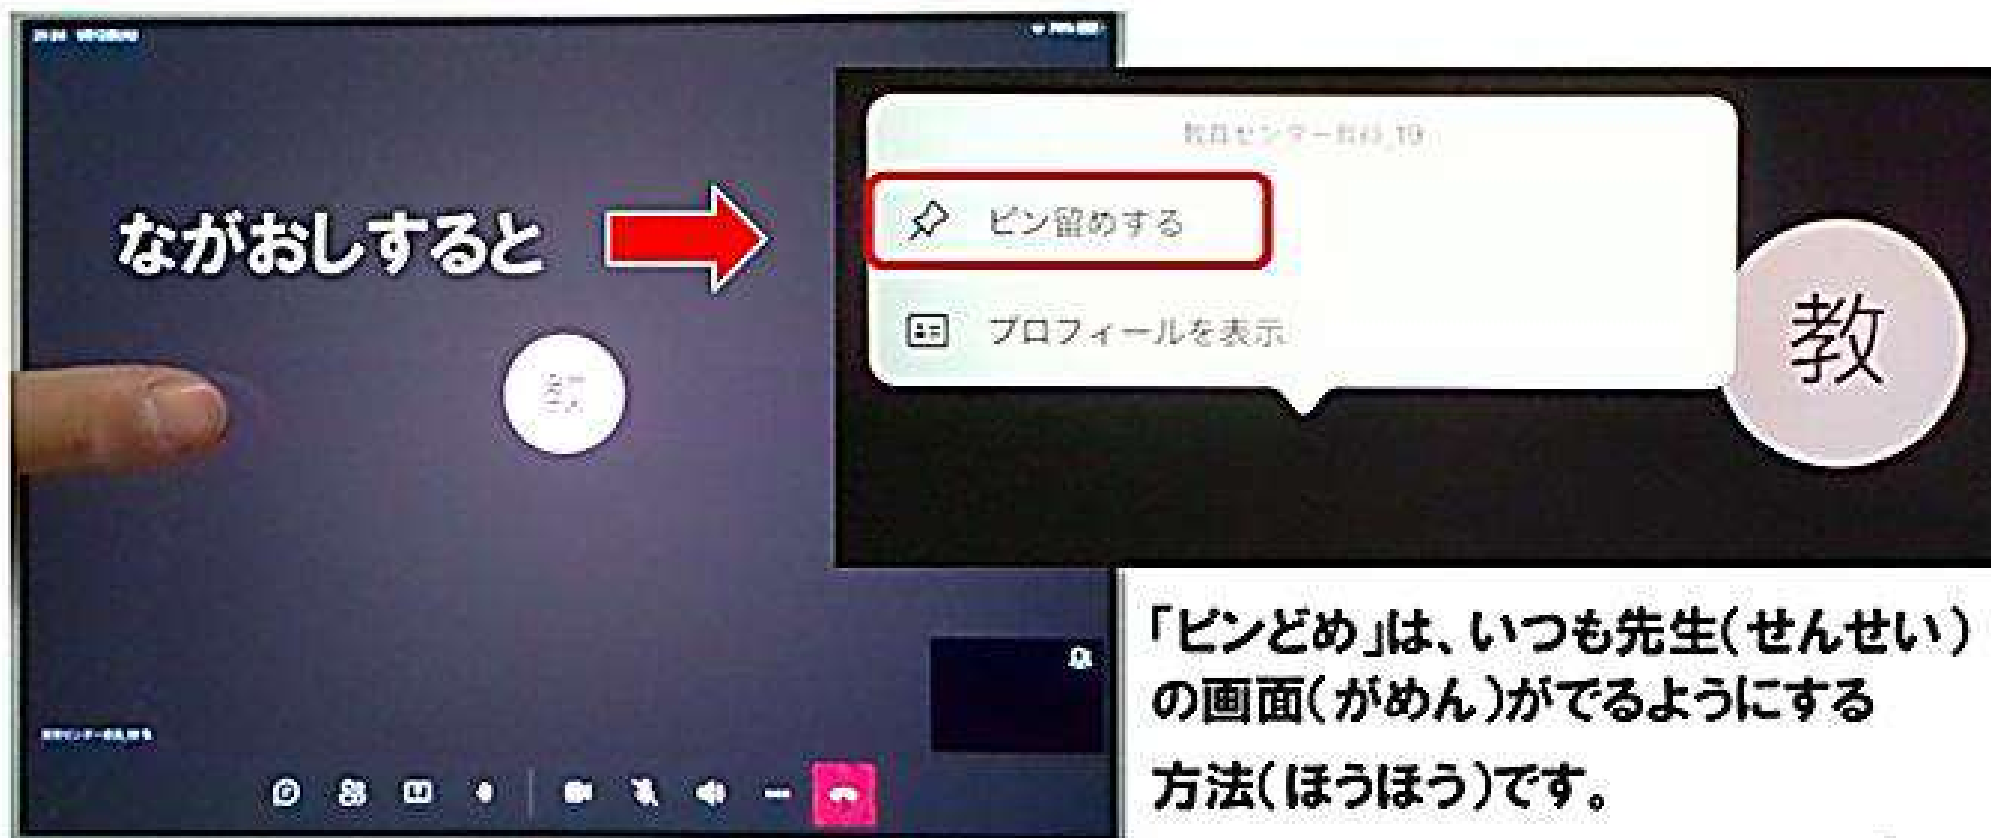 ながおしすると
ピン留めする
プロフィールを表示
教
「ピンどめ」は、いつも先生(せんせい)
の画面(がめん)がでるようにする
方法(ほうほう)です。